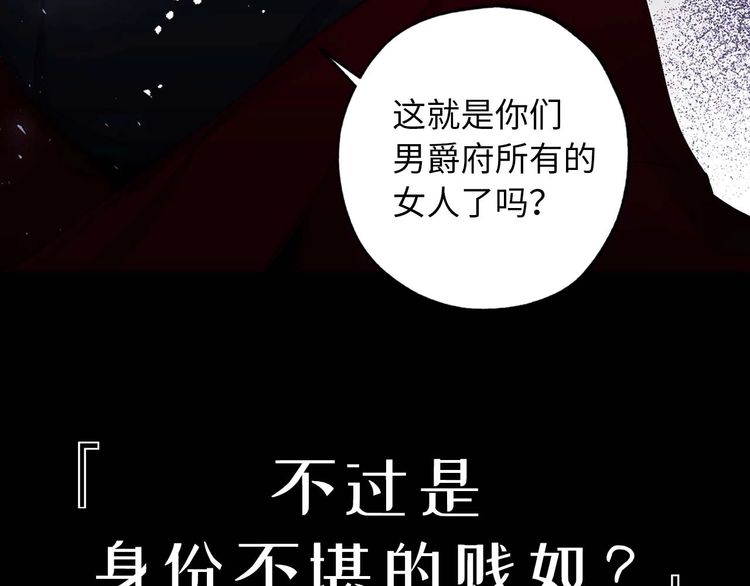 这就是你们
男爵府所有的
女人了吗？
『 不过是
身份不堪的贱如？』